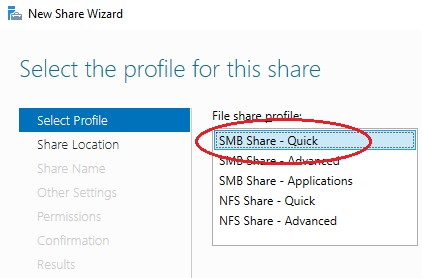 New Share Wizard
Select the profile for this share
Select Profile
Share Location
Share Name
Other Settings
Permissions
Confirmation
Results
File share profile:
SMB Share - Quick
SMB Share - Advanced
SMB Share - Applications
NFS Share - Quick
NFS Share - Advanced